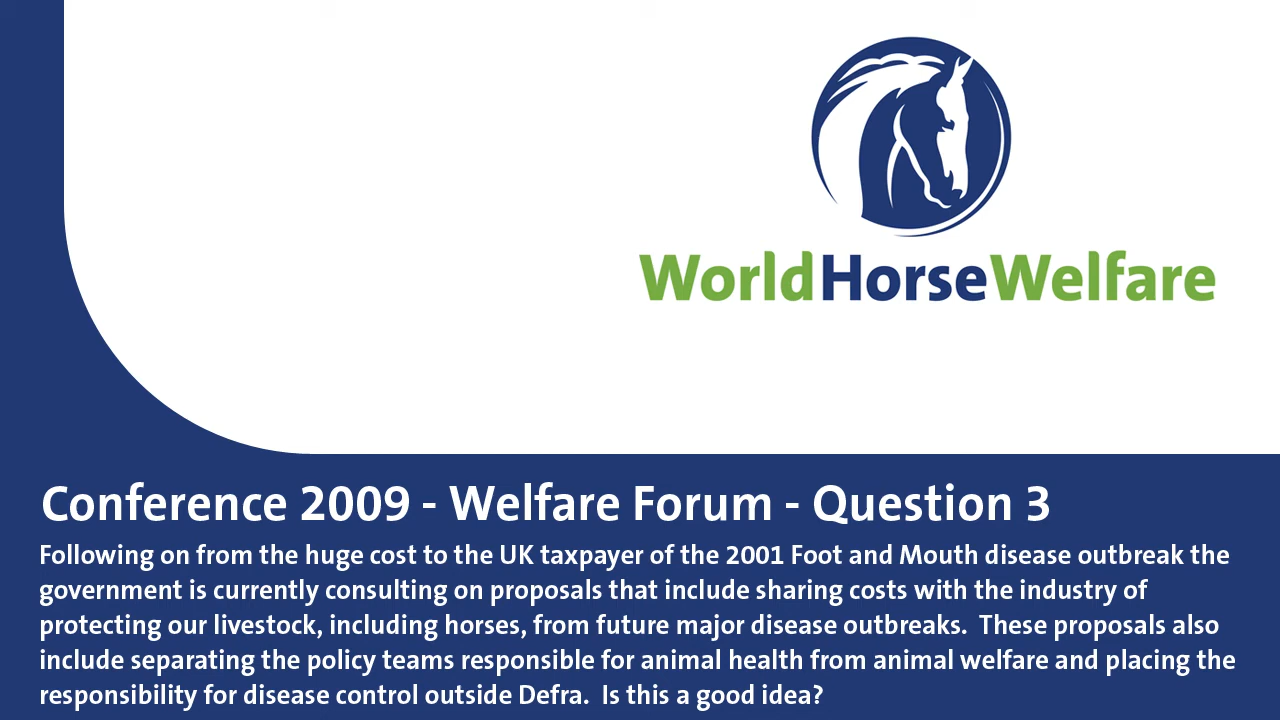 WorldHorseWelfare
Conference 2009 - Welfare Forum - Question 3
Following on from the huge cost to the UK taxpayer of the 2001 Foot and Mouth disease outbreak the
government is currently consulting on proposals that include sharing costs with the industry of
protecting our livestock, including horses, from future major disease outbreaks.  These proposals also
include separating the policy teams responsible for animal health from animal welfare and placing the
responsibility for disease control outside Defra.  Is this a good idea?